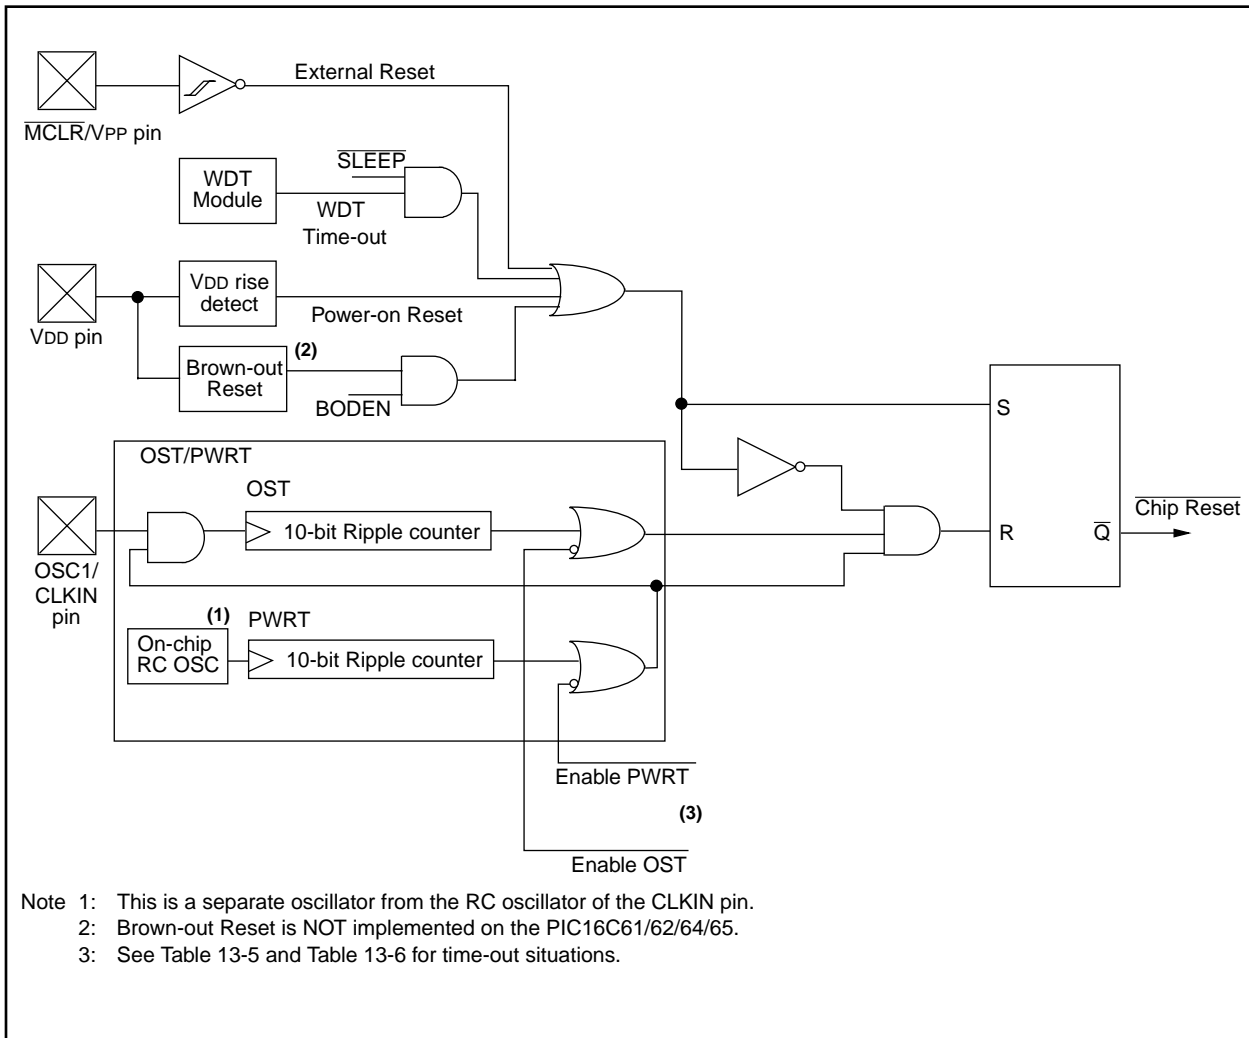 External Reset
MCLR/VPP pin
SLEEP
WDT
Module
WDT
Time-out
VDD rise
detect
Power-on Reset
VDD pin
(2)
Brown-out
Reset
BODEN
S
OST/PWRT
OST
10-bit Ripple counter
Chip Reset
R
Q
OSC1/
CLKIN
pin
(1)
PWRT
On-chip
RC OSC
10-bit Ripple counter
Enable PWRT
(3)
Enable OST
Note 1: This is a separate oscillator from the RC oscillator of the CLKIN pin.
2: Brown-out Reset is NOT implemented on the PIC16C61/62/64/65.
3: See Table 13-5 and Table 13-6 for time-out situations.